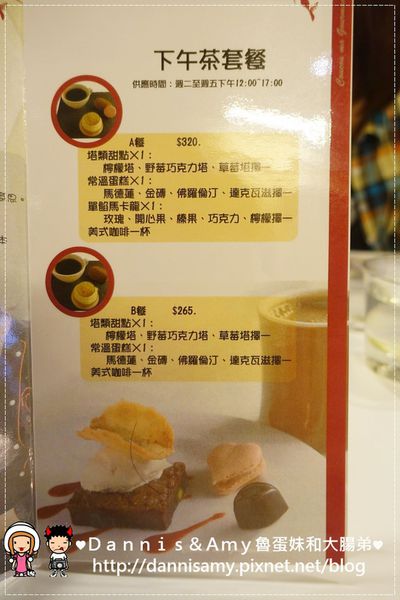 下午茶套餐
供應時間：週二至週五下午12:00~17:00
A餐 $320.
塔類甜點×1：
檸檬塔、野莓巧克力塔、草莓塔擇一
常溫蛋糕×1：
馬德蓮、金磚、佛羅倫汀、達克瓦滋擇一
單餡馬卡龍×1：
玫瑰、開心果、榛果、巧克力、檸檬擇一
美式咖啡一杯
B餐 $265.
塔類甜點×1：
檸檬塔、野莓巧克力塔、草莓塔擇一
常溫蛋糕×1：
馬德蓮、金磚、佛羅倫汀、達克瓦滋擇一
美式咖啡一杯
♥Dannis&Amy魯蛋妹和大腸弟♥
http://dannisamy.pixnet.net/blog